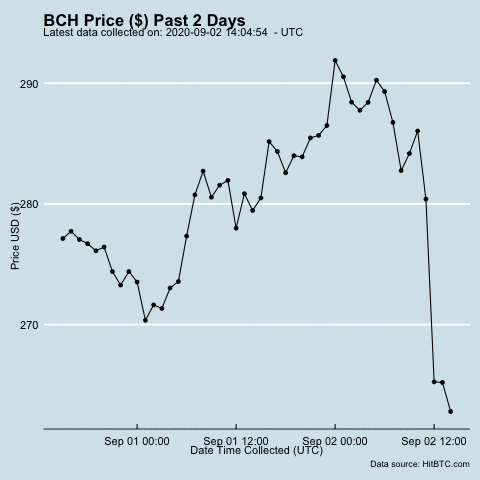 BCH Price ($) Past 2 Days
Latest data collected on: 2020-09-02 14:04:54 - UTC
290
280
270
Price USD ($)
Sep 01 00:00 Sep 01 12:00 Sep 02 00:00 Sep 02 12:00
Date Time Collected (UTC)
Data source: HitBTC.com